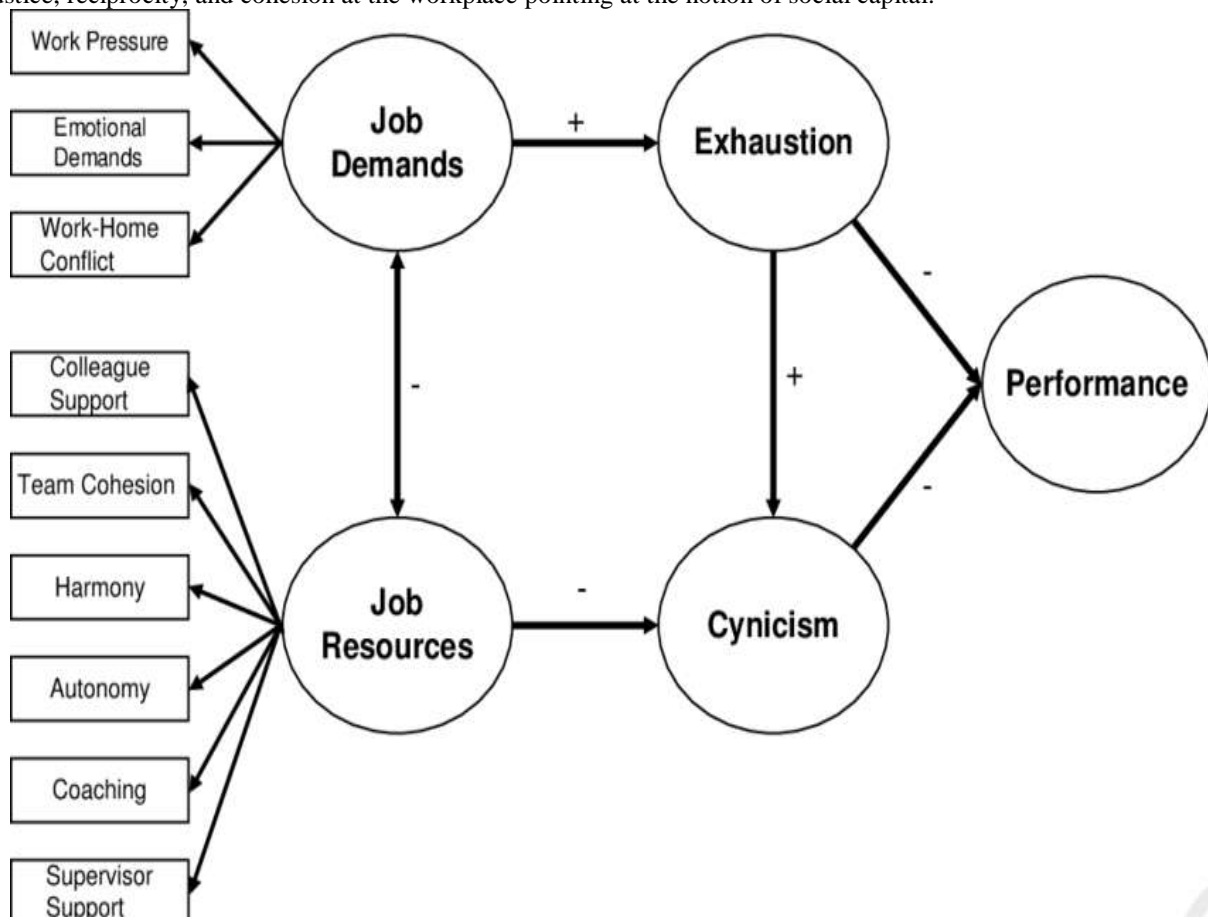 justice, reciprocity, and cohesion at the workplace pointing at the notion of social capital.
Work Pressure
Emotional
Demands
Work-Home
Conflict
Colleague
Support
Team Cohesion
Harmony
Autonomy
Coaching
Supervisor
Support
Job
Demands
-
Job
Resources
+
-
Exhaustion
+
Cynicism
-
-
Performance